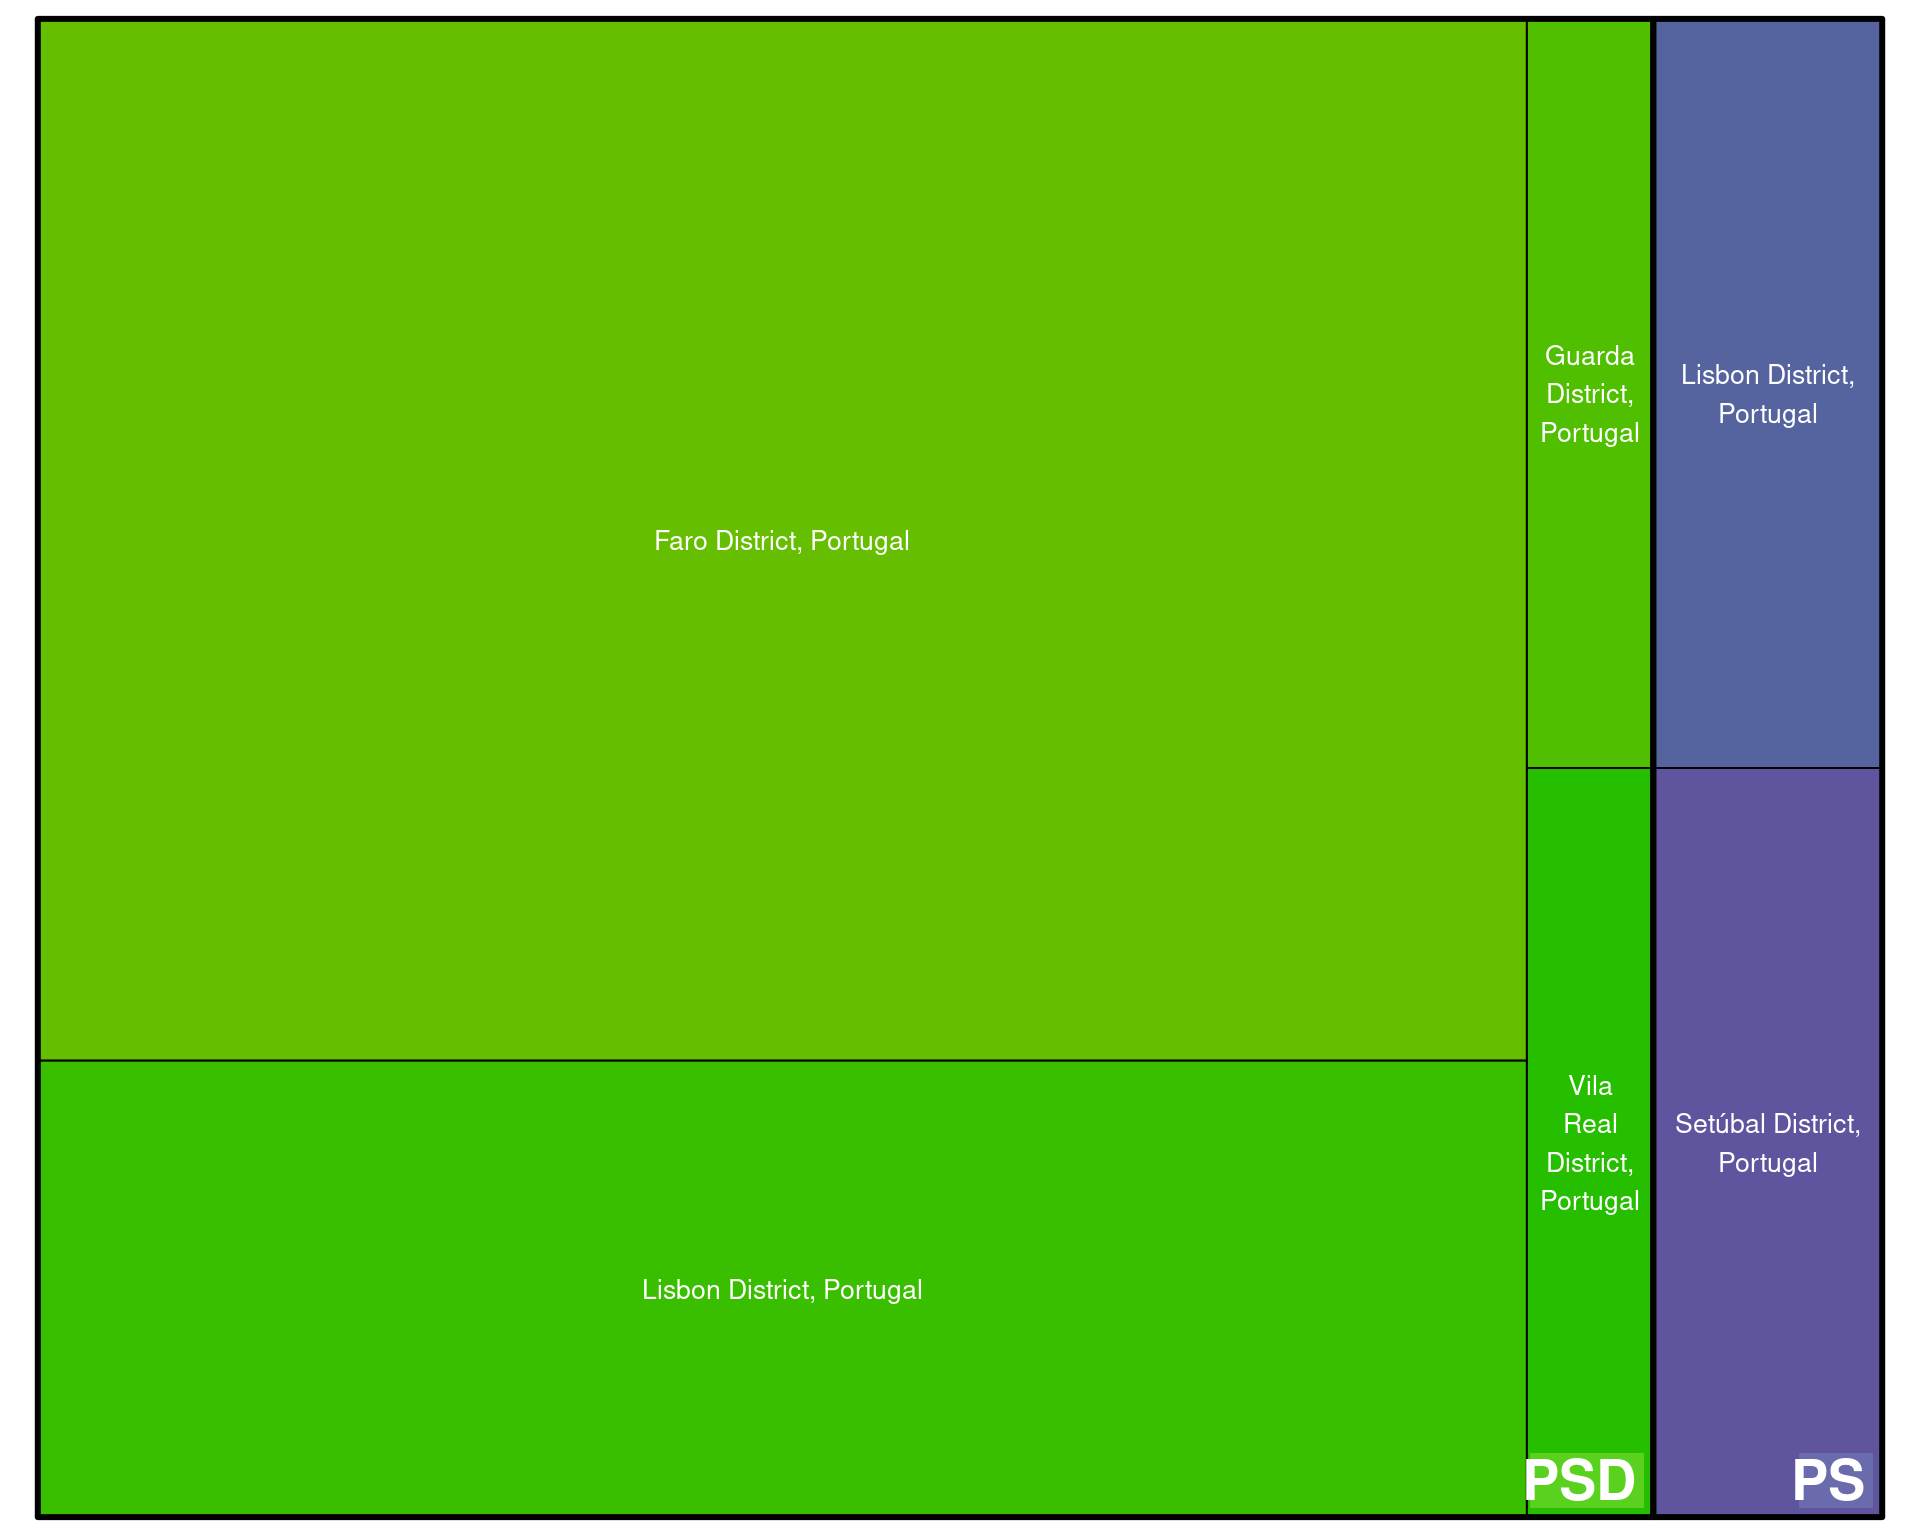 Faro District, Portugal
Lisbon District, Portugal
Guarda
District,
Portugal
Vila
Real
District,
Portugal
PSD
Lisbon District,
Portugal
Setúbal District,
Portugal
PS